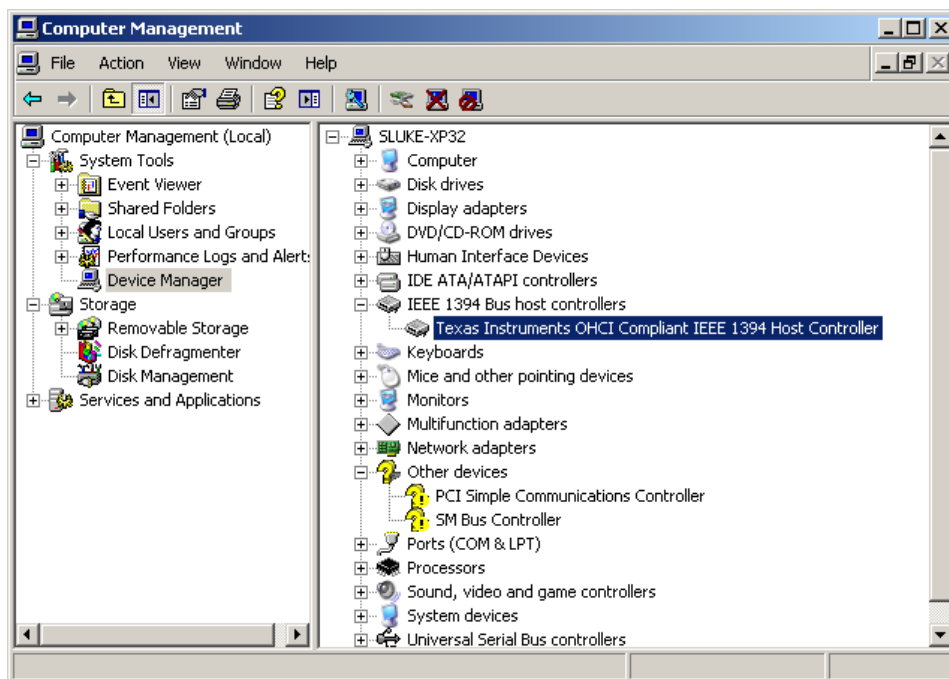 Computer Management
File Action View Window Help
Computer Management (Local)
System Tools
Event Viewer
Shared Folders
Local Users and Groups
Performance Logs and Alert
Device Manager
Storage
Removable Storage
Disk Defragmenter
Disk Management
Services and Applications
SLUKE-XP32
Computer
Disk drives
Display adapters
DVD/CD-ROM drives
Human Interface Devices
IDE ATA/ATAPI controllers
IEEE 1394 Bus host controllers
Texas Instruments OHCI Compliant IEEE 1394 Host Controller
Keyboards
Mice and other pointing devices
Monitors
Multifunction adapters
Network adapters
Other devices
PCI Simple Communications Controller
SM Bus Controller
Ports (COM & LPT)
Processors
Sound, video and game controllers
System devices
Universal Serial Bus controllers